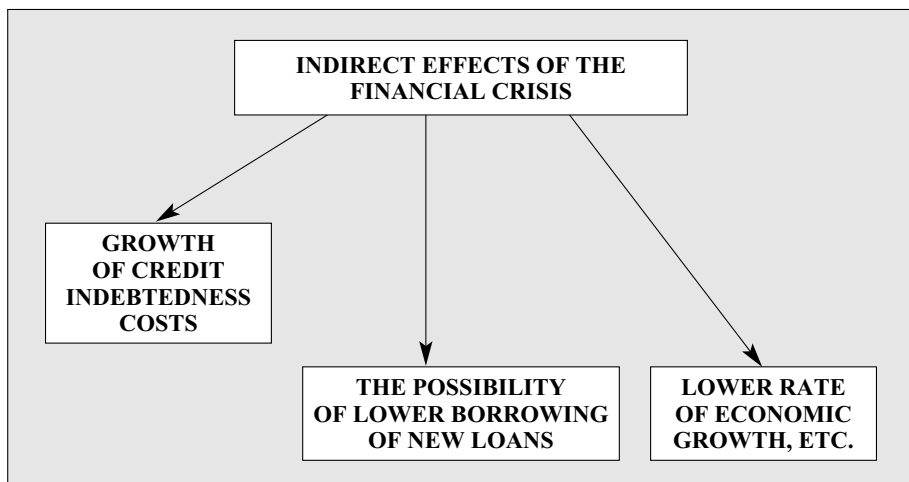 INDIRECT EFFECTS OF THE
FINANCIAL CRISIS
GROWTH
OF CREDIT
INDEBTEDNESS
COSTS
THE POSSIBILITY
OF LOWER BORROWING
OF NEW LOANS
LOWER RATE
OF ECONOMIC
GROWTH, ETC.